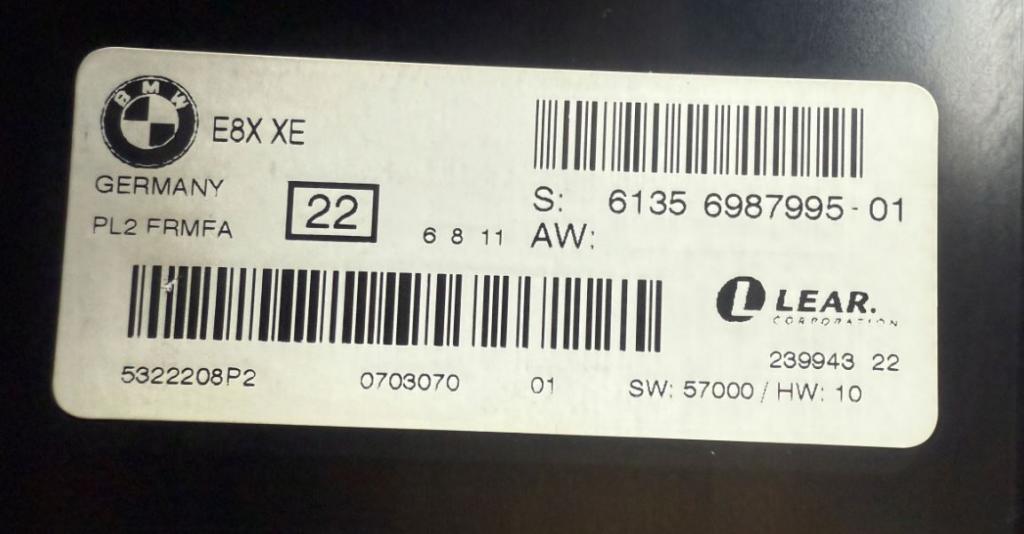 BMW
E8X XE
GERMANY
PL2 FRMFA
22
6 8 11
S: 6135 6987995-01
AW:
LEAR.
CORPORATION
5322208P2 0703070 01
239943 22
SW: 57000 / HW: 10